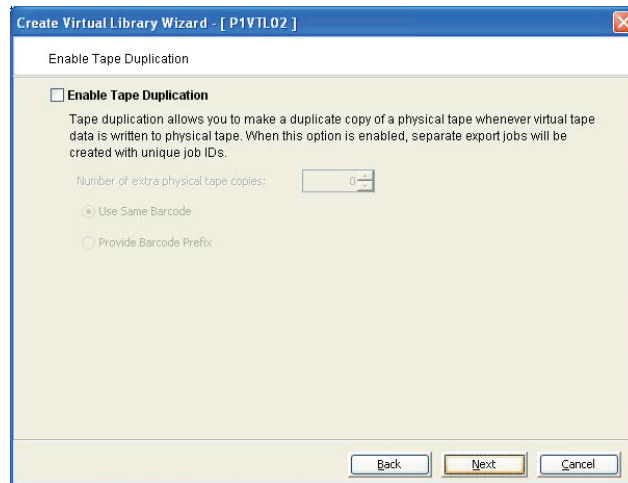 Create Virtual Library Wizard - [ P1VTL02 ]
Enable Tape Duplication
Enable Tape Duplication
Tape duplication allows you to make a duplicate copy of a physical tape whenever virtual tape
data is written to physical tape. When this option is enabled, separate export jobs will be
created with unique job IDs.
Number of extra physical tape copies: 0
Use Same Barcode
Provide Barcode Prefix
Back Next Cancel